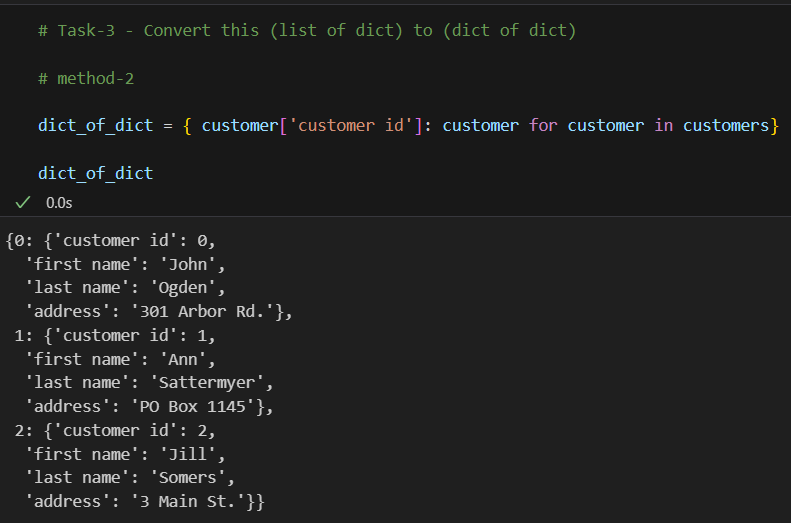 # Task-3 - Convert this (list of dict) to (dict of dict)
# method-2
dict_of_dict = { customer['customer id']: customer for customer in customers}
dict_of_dict
✓ 0.0s
{0: {'customer id': 0,
  'first name': 'John',
  'last name': 'Ogden',
  'address': '301 Arbor Rd.'},
 1: {'customer id': 1,
  'first name': 'Ann',
  'last name': 'Sattermyer',
  'address': 'PO Box 1145'},
 2: {'customer id': 2,
  'first name': 'Jill',
  'last name': 'Somers',
  'address': '3 Main St.'}}